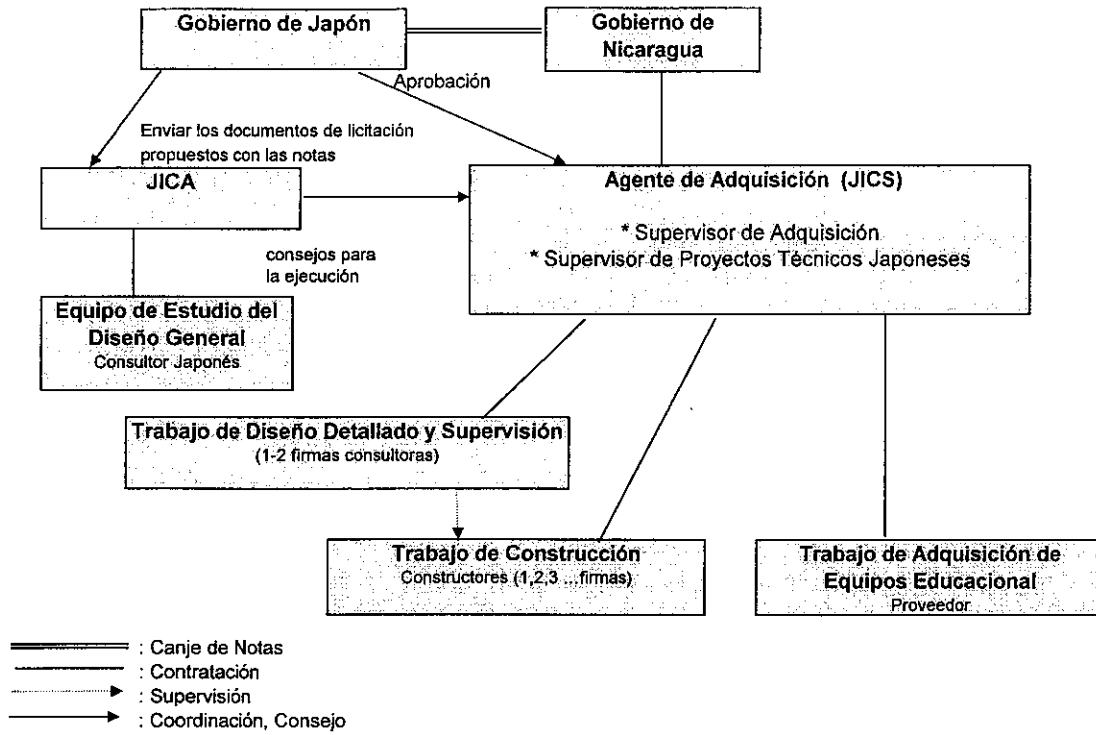 Gobierno de Japón
Gobierno de
Nicaragua
Aprobación
Enviar los documentos de licitación
propuestos con las notas
JICA
Agente de Adquisición (JICS)
* Supervisor de Adquisición
* Supervisor de Proyectos Técnicos Japoneses
consejos para
la ejecución
Equipo de Estudio del
Diseño General
Consultor Japonés
Trabajo de Diseño Detallado y Supervisión
(1-2 firmas consultoras)
Trabajo de Construcción
Constructores (1,2,3 ...firmas)
Trabajo de Adquisición de
Equipos Educacional
Proveedor
: Canje de Notas
: Contratación
: Supervisión
: Coordinación, Consejo